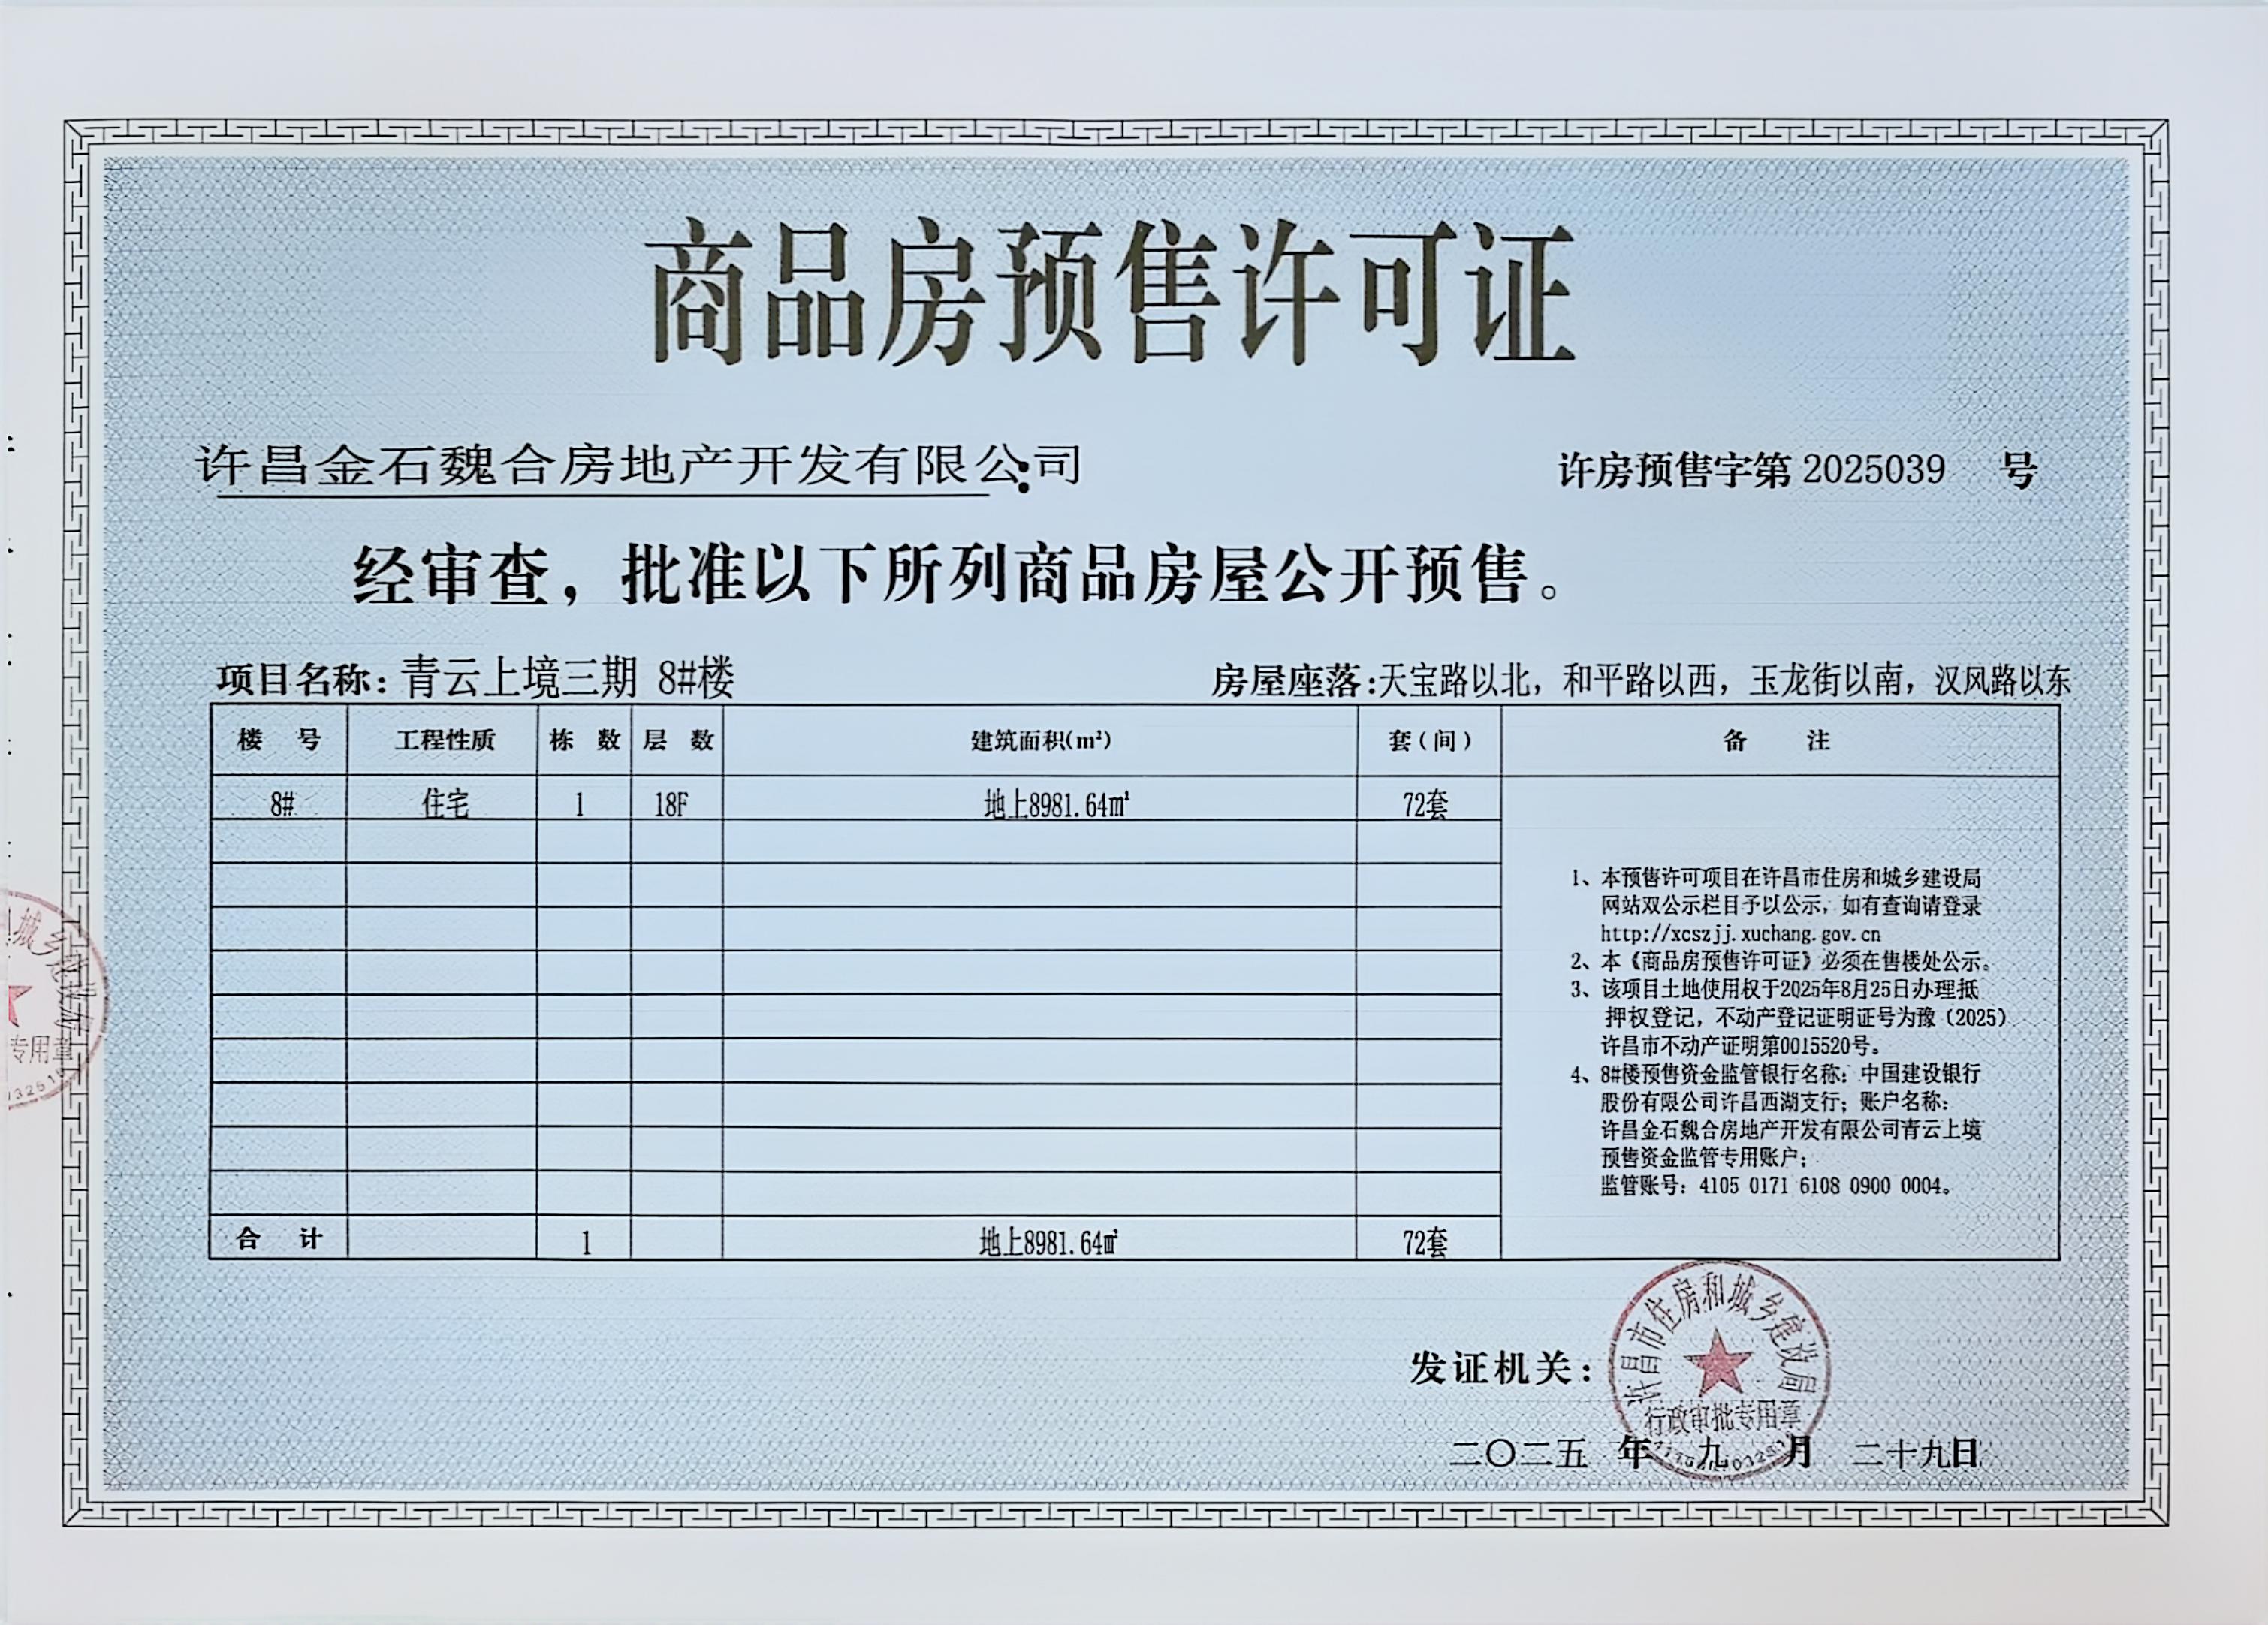 商品房预售许可证
许昌金石魏合房地产开发有限公司:
许房预售字第 2025039 号
经审查，批准以下所列商品房屋公开预售。
项目名称: 青云上境三期 8#楼
房屋座落:天宝路以北，和平路以西，玉龙街以南，汉风路以东
楼 号 工程性质 栋 数 层 数 建筑面积(m²) 套(间) 备 注
8# 住宅 1 18F 地上8981.64㎡ 72套
1、本预售许可项目在许昌市住房和城乡建设局
网站双公示栏目予以公示，如有查询请登录
http://xcszjj.xuchang.gov.cn
2、本《商品房预售许可证》必须在售楼处公示。
3、该项目土地使用权于2025年8月25日办理抵
押权登记，不动产登记证明证号为豫（2025）
许昌市不动产证明第0015520号。
4、8#楼预售资金监管银行名称：中国建设银行
股份有限公司许昌西湖支行；账户名称：
许昌金石魏合房地产开发有限公司青云上境
预售资金监管专用账户；
监管账号：4105 0171 6108 0900 0004。
合 计 1 地上8981.64㎡ 72套
发证机关:
许昌市住房和城乡建设局
行政审批专用章
二〇二五 年 九 月 二十九日
城乡建设局
专用章